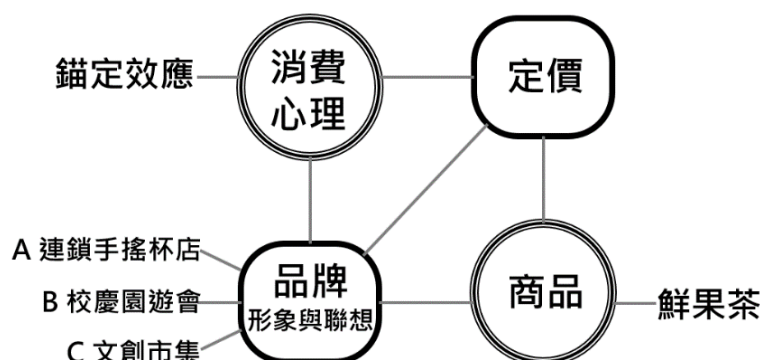 錨定效應
消費
心理
定價
A 連鎖手搖杯店
B 校慶園遊會
C 文創市集
品牌
形象與聯想
商品
鮮果茶